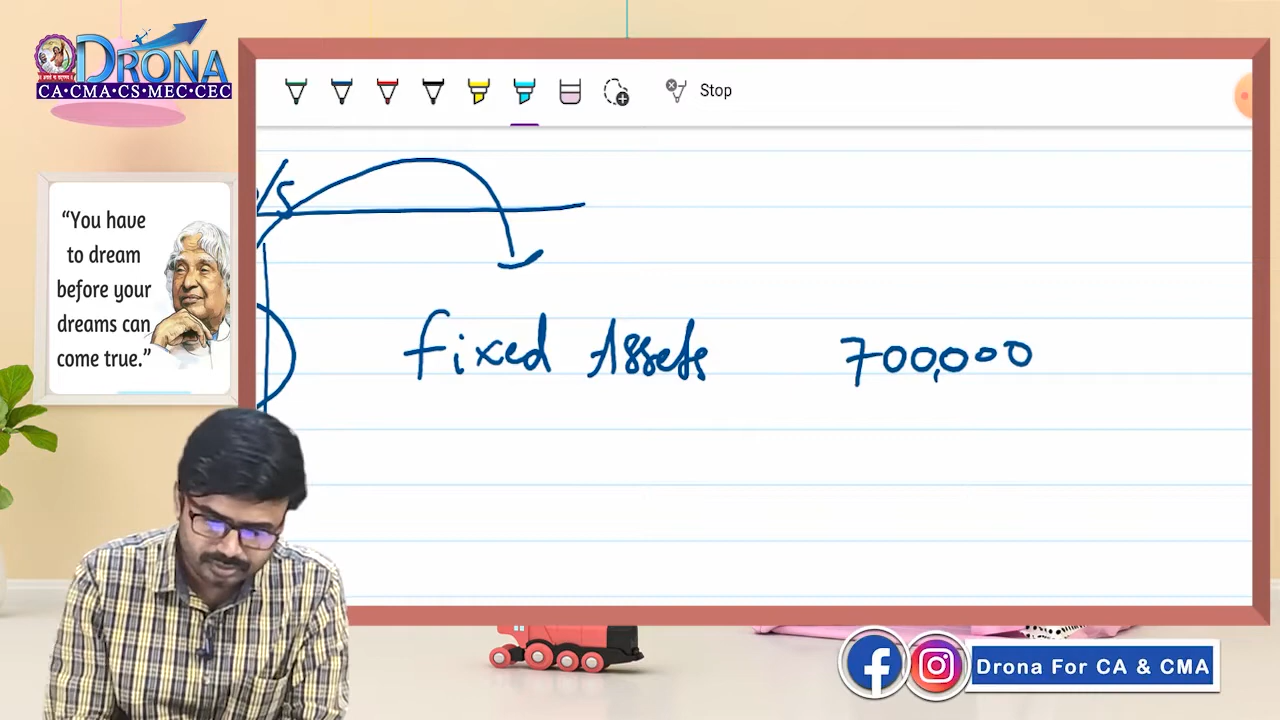 DRONA
CA•CMA•CS•MEC•CEC
“You have
to dream
before your
dreams can
come true.”
Stop
/S
fixed Assets 700,000
Drona For CA & CMA